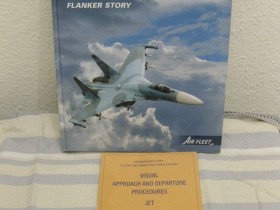 FLANKER STORY
AIR FLEET
VISUAL
APPROACH AND DEPARTURE
PROCEDURES
JET